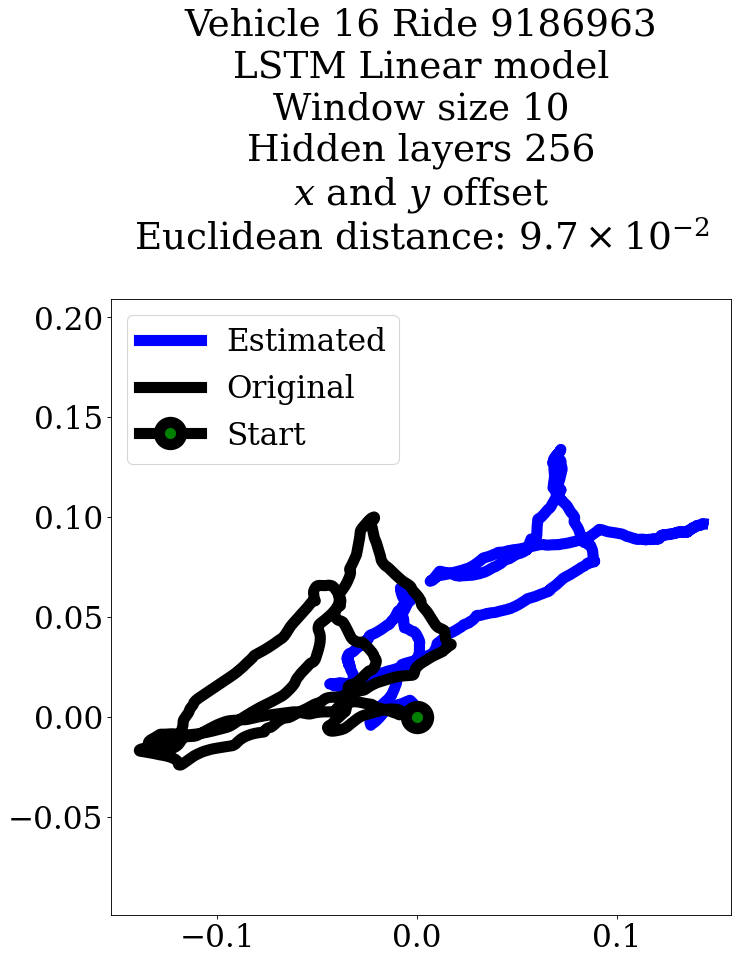 Vehicle 16 Ride 9186963
LSTM Linear model
Window size 10
Hidden layers 256
x and y offset
Euclidean distance: 9.7 × 10⁻²
Estimated
Original
Start
0.20
0.15
0.10
0.05
0.00
−0.05
−0.1 0.0 0.1